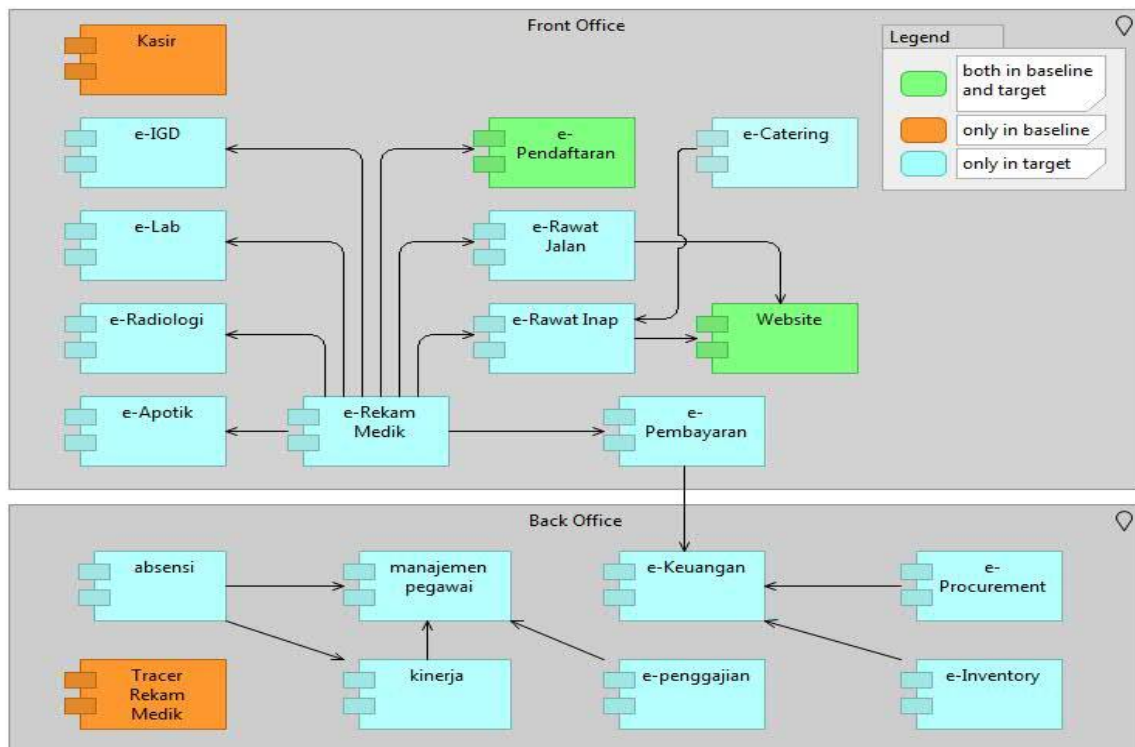 Front Office
Kasir
Legend
both in baseline
and target
only in baseline
only in target
e-IGD
e-
Pendaftaran
e-Catering
e-Lab
e-Rawat
Jalan
e-Radiologi
e-Rawat Inap
Website
e-Apotik
e-Rekam
Medik
e-
Pembayaran
Back Office
absensi
manajemen
pegawai
e-Keuangan
e-
Procurement
Tracer
Rekam
Medik
kinerja
e-penggajian
e-Inventory